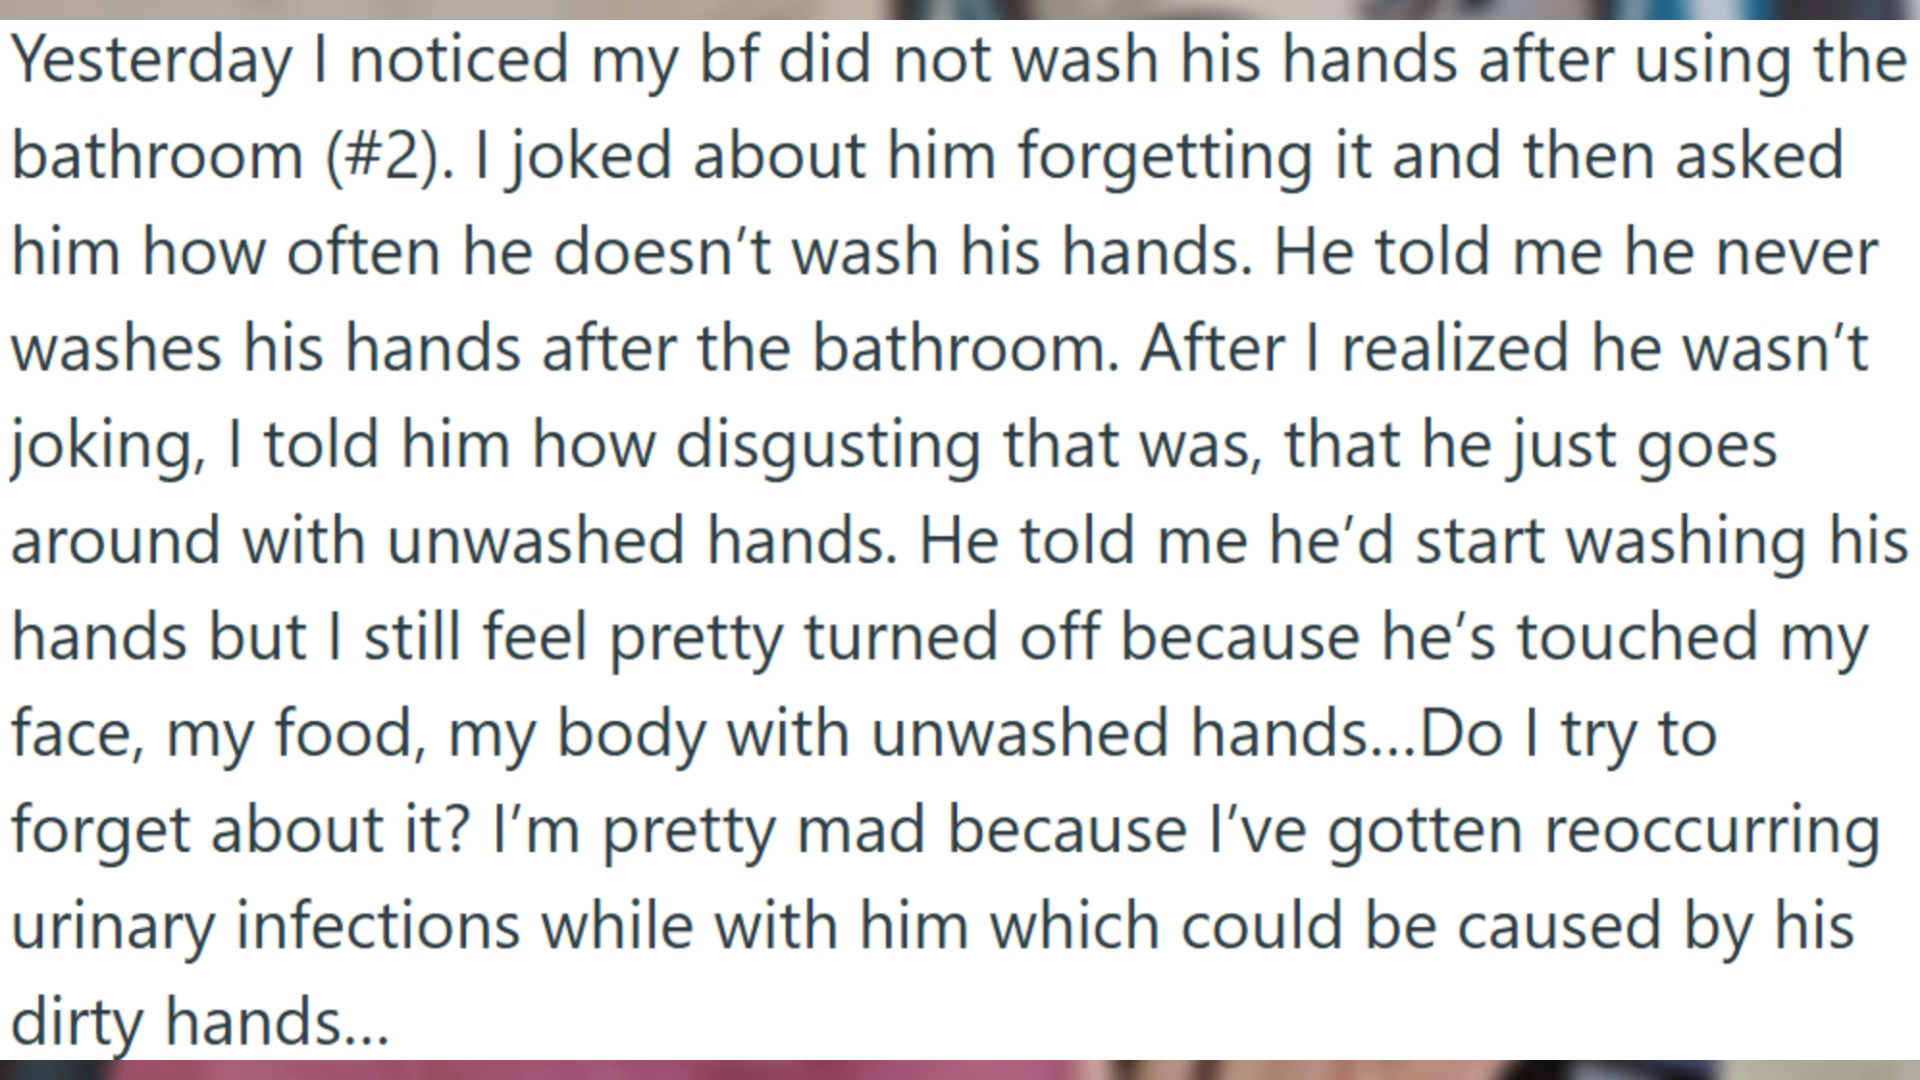 Yesterday I noticed my bf did not wash his hands after using the
bathroom (#2). I joked about him forgetting it and then asked
him how often he doesn’t wash his hands. He told me he never
washes his hands after the bathroom. After I realized he wasn’t
joking, I told him how disgusting that was, that he just goes
around with unwashed hands. He told me he’d start washing his
hands but I still feel pretty turned off because he’s touched my
face, my food, my body with unwashed hands...Do I try to
forget about it? I’m pretty mad because I’ve gotten reoccurring
urinary infections while with him which could be caused by his
dirty hands...